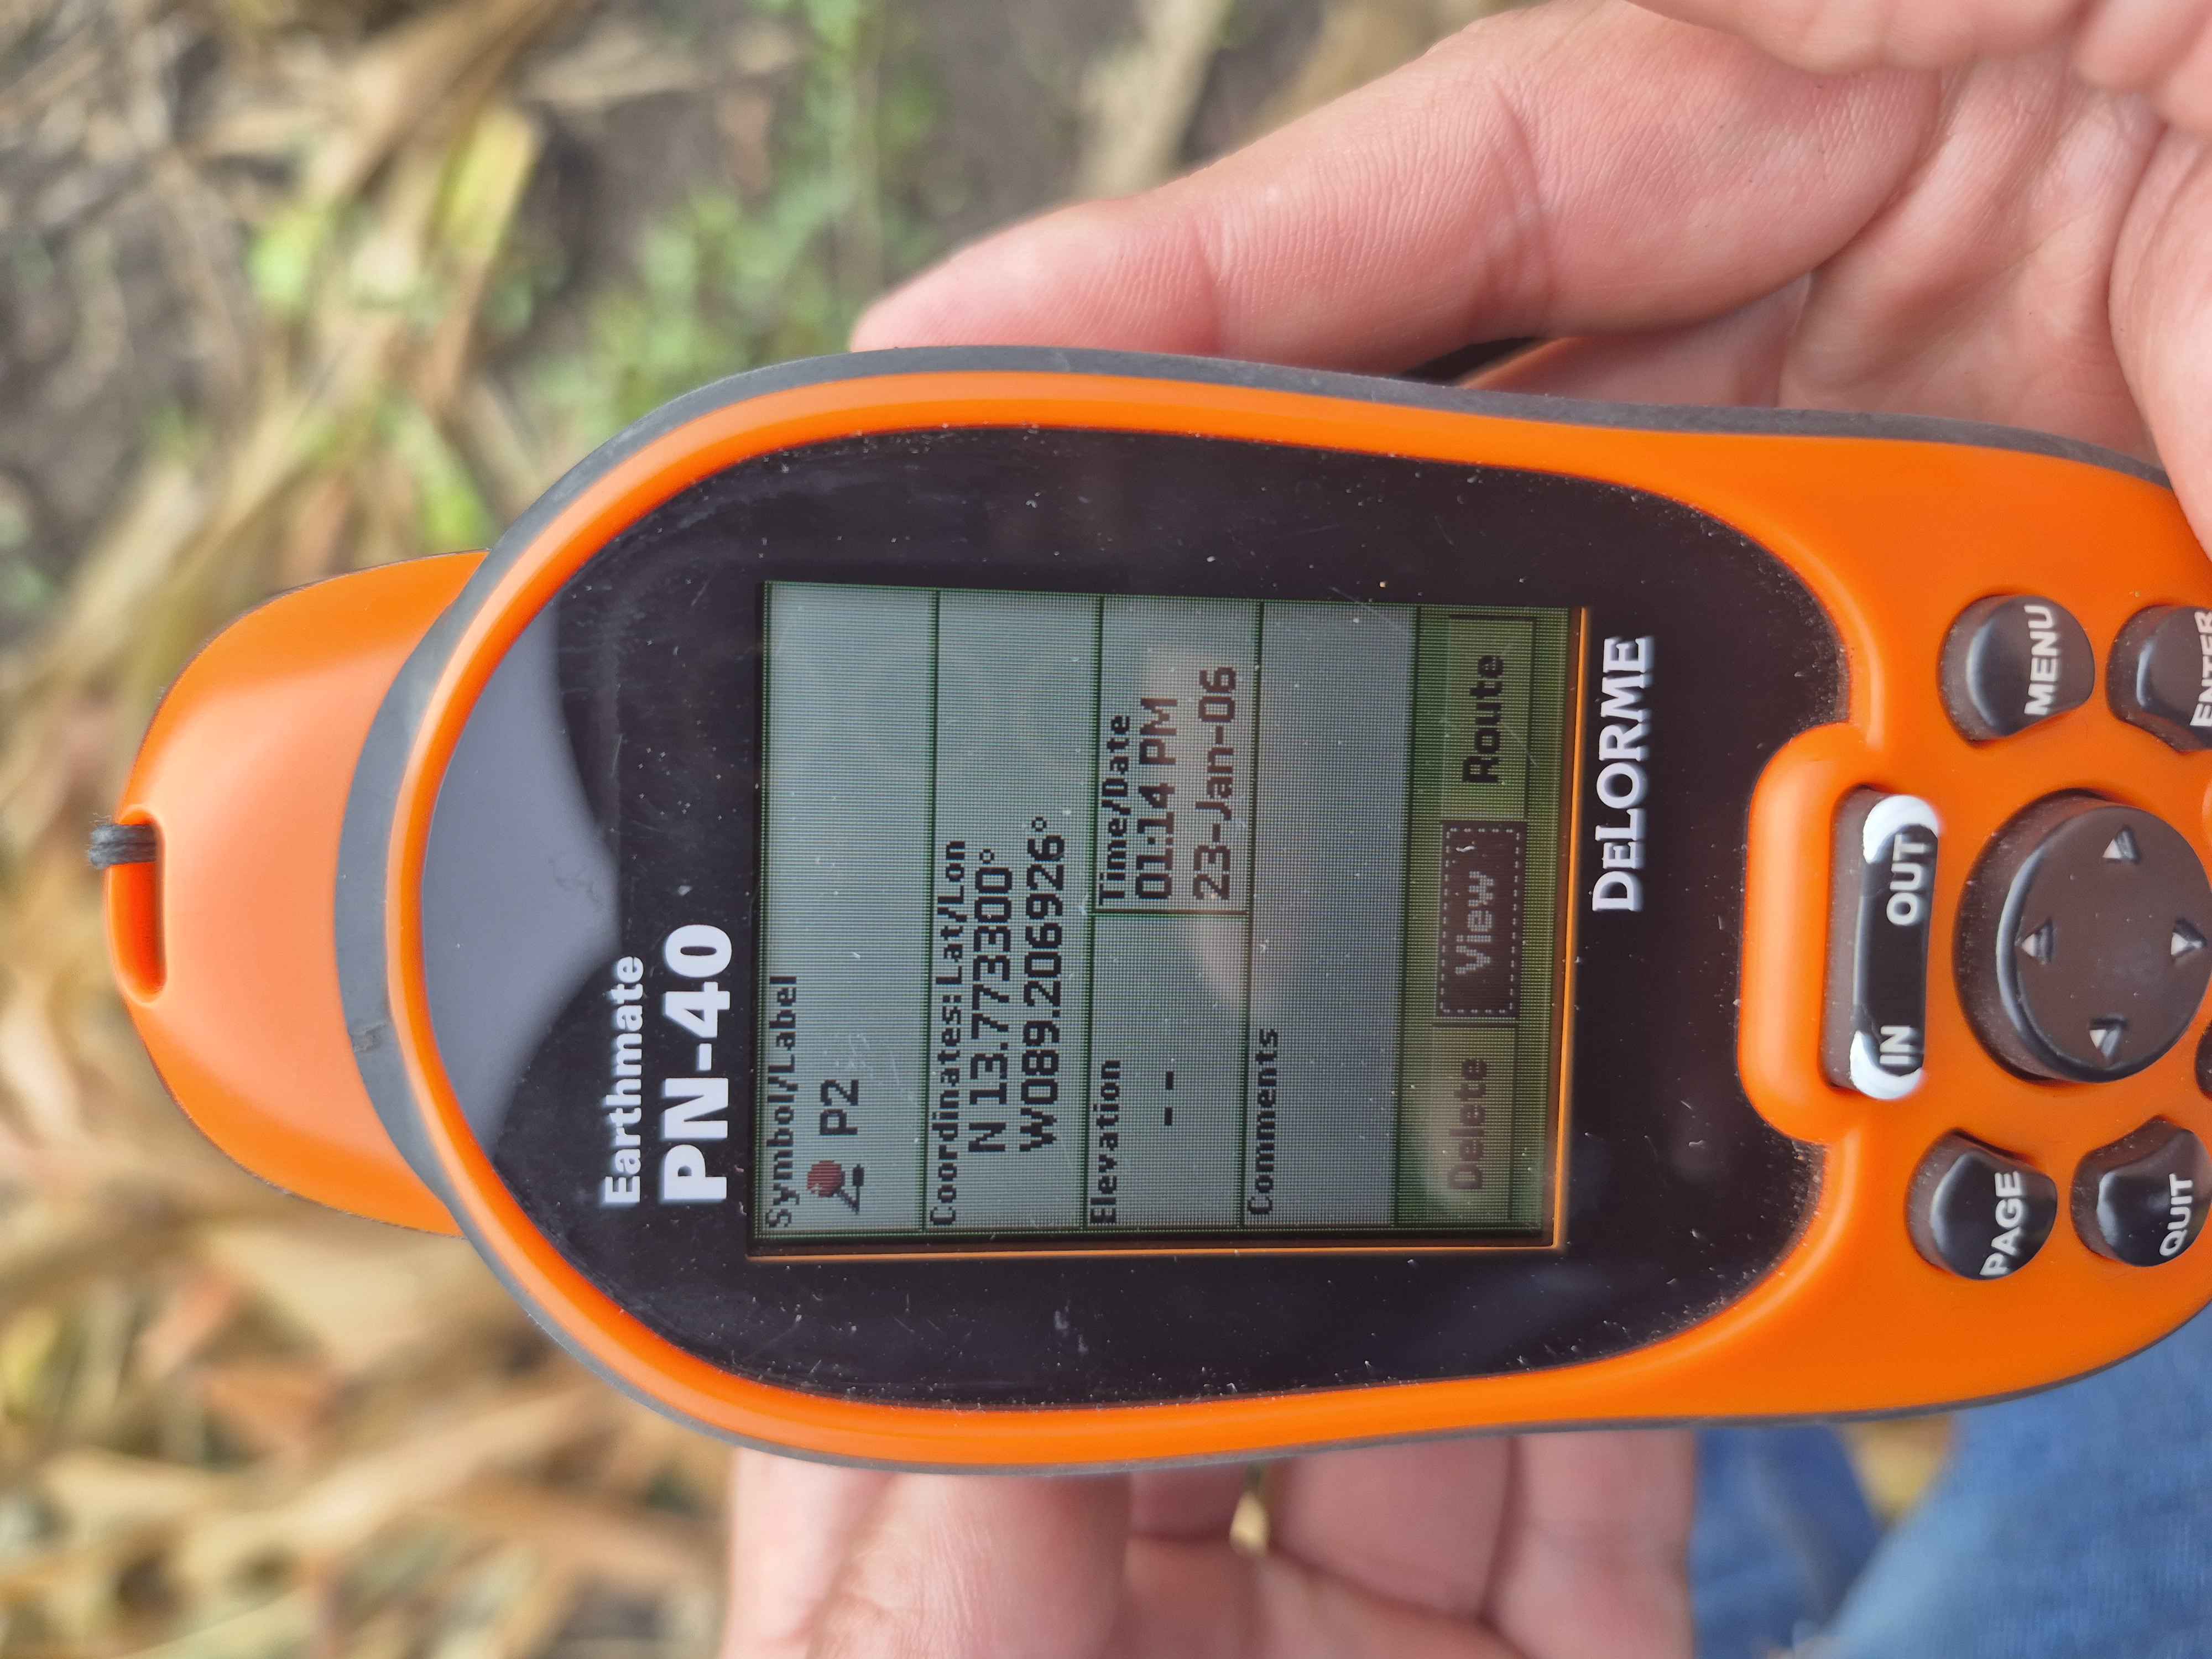 Earthmate
PN-40
Symbol/Label
P2
Coordinates: Lat/Lon
N 13.773300°
W089.206926°
Elevation
- -
Time/Date
01:14 PM
23-Jan-06
Comments
Delete View Route
DELORME
IN OUT
PAGE MENU
QUIT ENTER